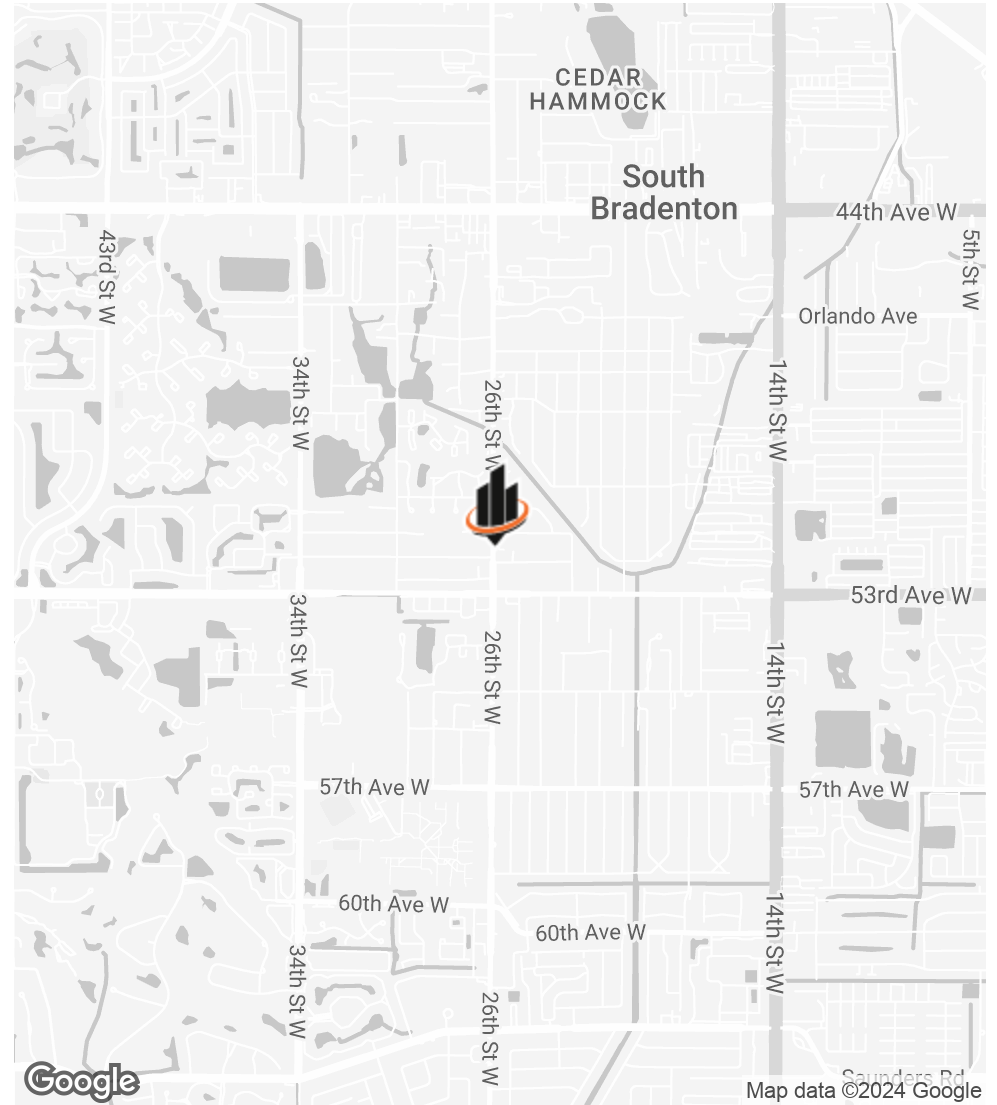 CEDAR
HAMMOCK
South
Bradenton
44th Ave W
43rd St W
5th St W
Orlando Ave
34th St W
26th St W
14th St W
53rd Ave W
34th St W
26th St W
14th St W
57th Ave W
57th Ave W
60th Ave W
60th Ave W
14th St W
34th St W
26th St W
Saunders Rd
Google
Map data ©2024 Google